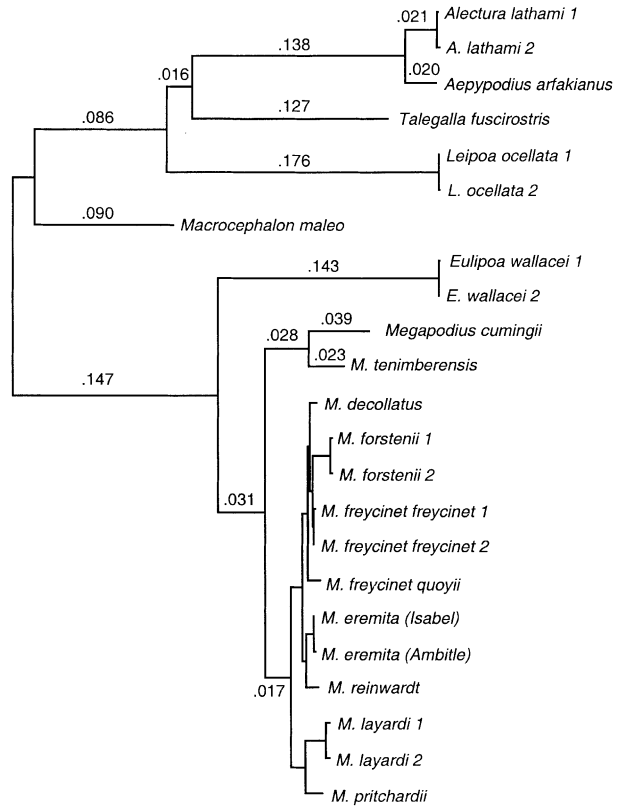 .021
Alectura lathami 1
.138
A. lathami 2
.016
.020
Aepypodius arfakianus
.127
Talegalla fuscirostris
.086
.176
Leipoa ocellata 1
L. ocellata 2
.090
Macrocephalon maleo
.143
Eulipoa wallacei 1
E. wallacei 2
.039
Megapodius cumingii
.028
.023
M. tenimberensis
.147
M. decollatus
M. forstenii 1
M. forstenii 2
.031
M. freycinet freycinet 1
M. freycinet freycinet 2
M. freycinet quoyii
M. eremita (Isabel)
M. eremita (Ambitle)
.017
M. reinwardt
M. layardi 1
M. layardi 2
M. pritchardii